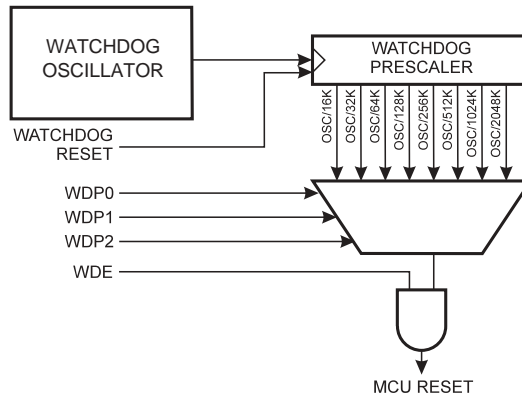 WATCHDOG
OSCILLATOR
WATCHDOG
PRESCALER
WATCHDOG
RESET
OSC/16K
OSC/32K
OSC/64K
OSC/128K
OSC/256K
OSC/512K
OSC/1024K
OSC/2048K
WDP0
WDP1
WDP2
WDE
MCU RESET